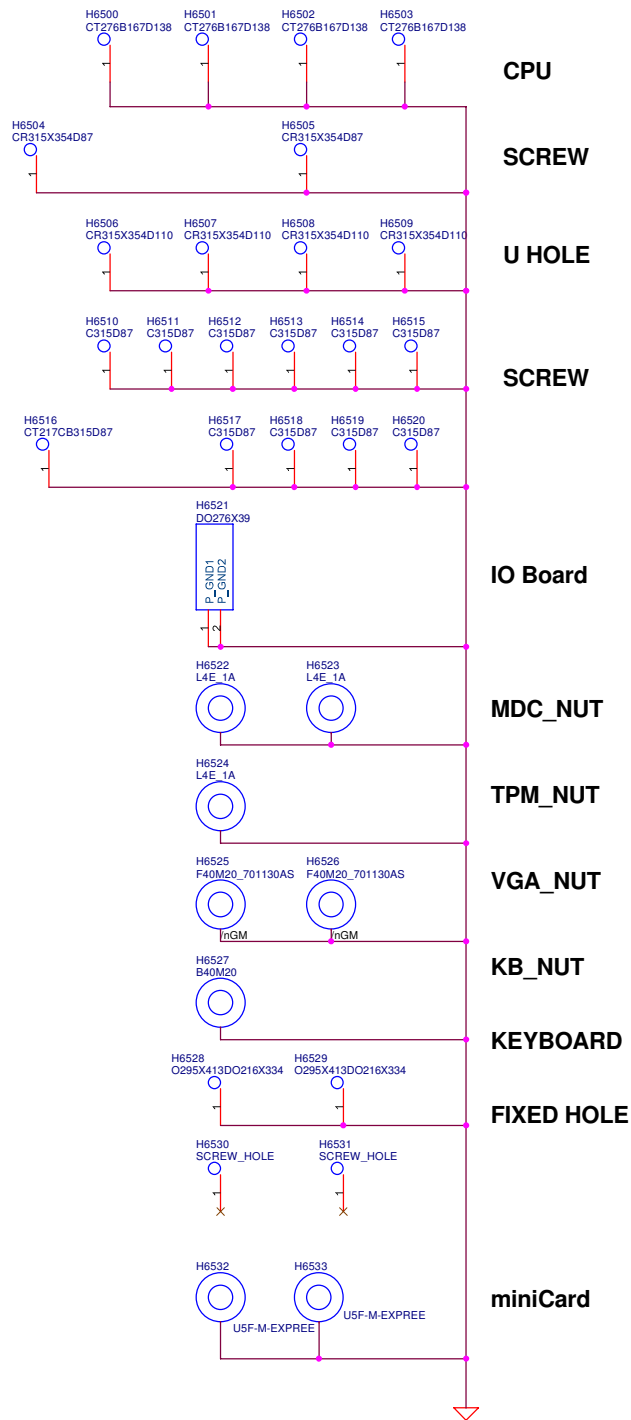 H6500 H6501 H6502 H6503
CT276B167D138 CT276B167D138 CT276B167D138 CT276B167D138
1 1 1 1
CPU
H6504 H6505
CR315X354D87 CR315X354D87
1 1
SCREW
H6506 H6507 H6508 H6509
CR315X354D110 CR315X354D110 CR315X354D110 CR315X354D110
1 1 1 1
U HOLE
H6510 H6511 H6512 H6513 H6514 H6515
C315D87 C315D87 C315D87 C315D87 C315D87 C315D87
1 1 1 1 1 1
SCREW
H6516 H6517 H6518 H6519 H6520
CT217CB315D87 C315D87 C315D87 C315D87 C315D87
1 1 1 1 1
H6521
DO276X39
P_GND1
P_GND2
1 2
IO Board
H6522 H6523
L4E_1A L4E_1A
MDC_NUT
H6524
L4E_1A
TPM_NUT
H6525 H6526
F40M20_701130AS F40M20_701130AS
VGA_NUT
/nGM /nGM
H6527
B40M20
KB_NUT
KEYBOARD
H6528 H6529
O295X413DO216X334 O295X413DO216X334
1 1
FIXED HOLE
H6530 H6531
SCREW_HOLE SCREW_HOLE
1 1
H6532 H6533
miniCard
U5F-M-EXPREE U5F-M-EXPREE